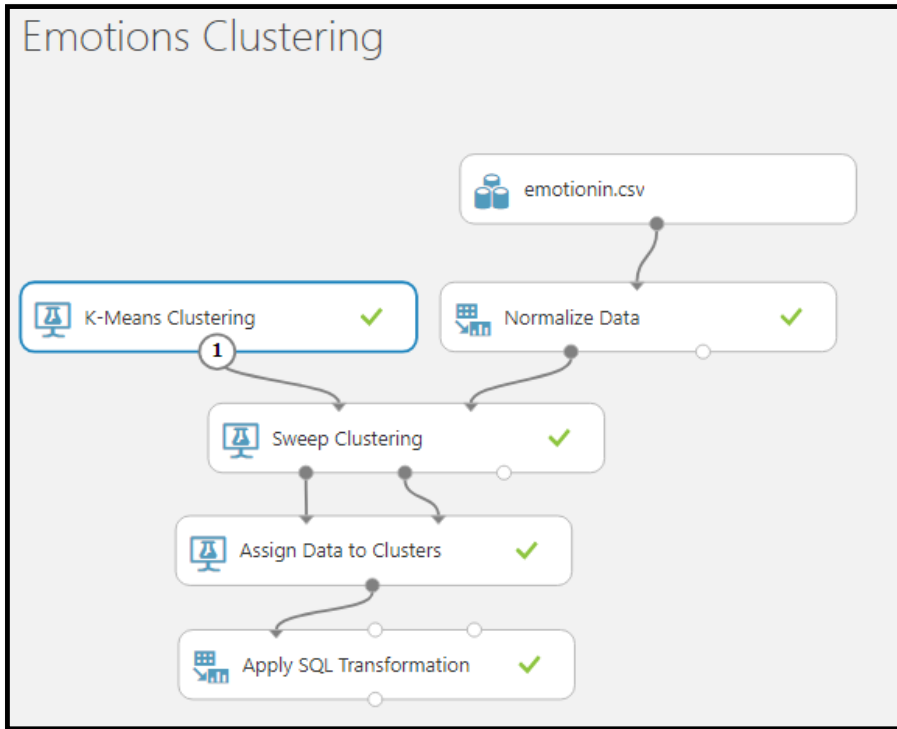 Emotions Clustering
emotionin.csv
K-Means Clustering
Normalize Data
1
Sweep Clustering
Assign Data to Clusters
Apply SQL Transformation